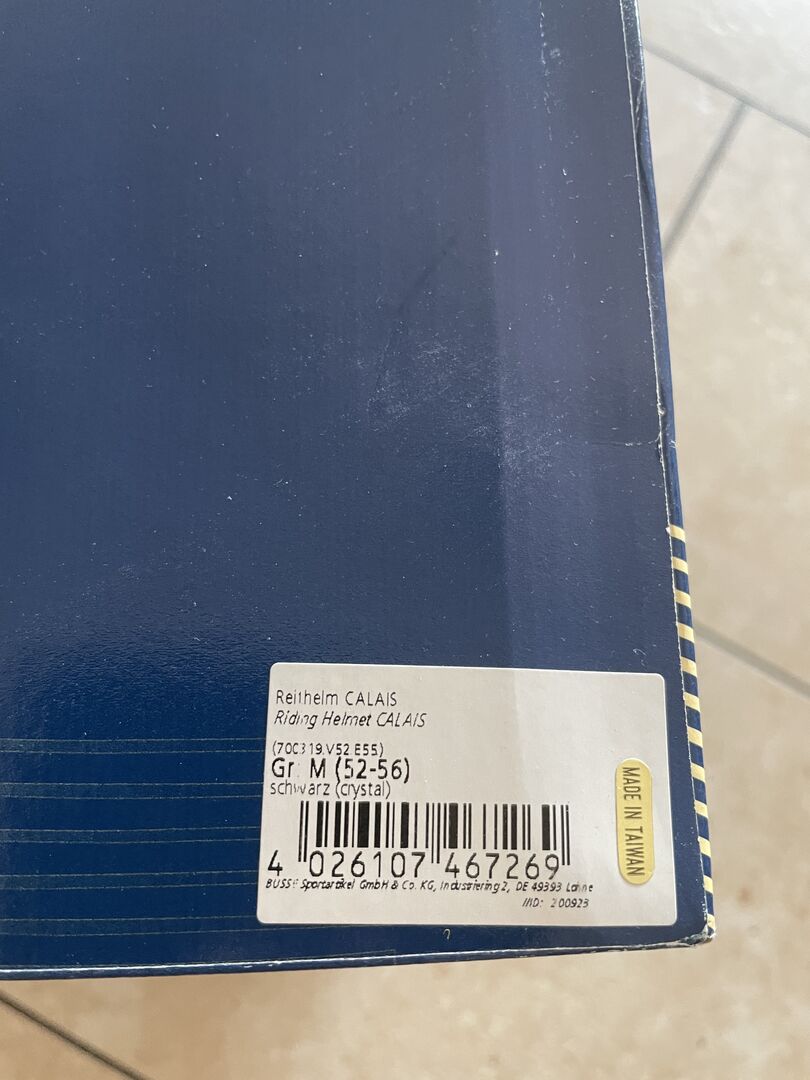 Reithelm CALAIS
Riding Helmet CALAIS
(700319.V52.E55)
Gr: M (52-56)
schwarz (crystal)
4 026107 467269
BUSSE Sportartikel GmbH & Co. KG, Industriering 2, DE 49393 Lohne
200923
MADE IN TAIWAN